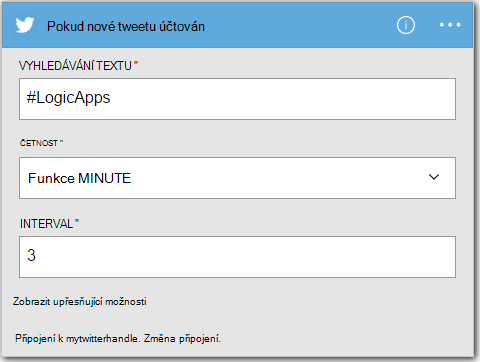 Pokud nové tweetu účtován
VYHLEDÁVÁNÍ TEXTU *
#LogicApps
ČETNOST *
Funkce MINUTE
INTERVAL *
3
Zobrazit upřesňující možnosti
Připojení k mytwitterhandle. Změna připojení.